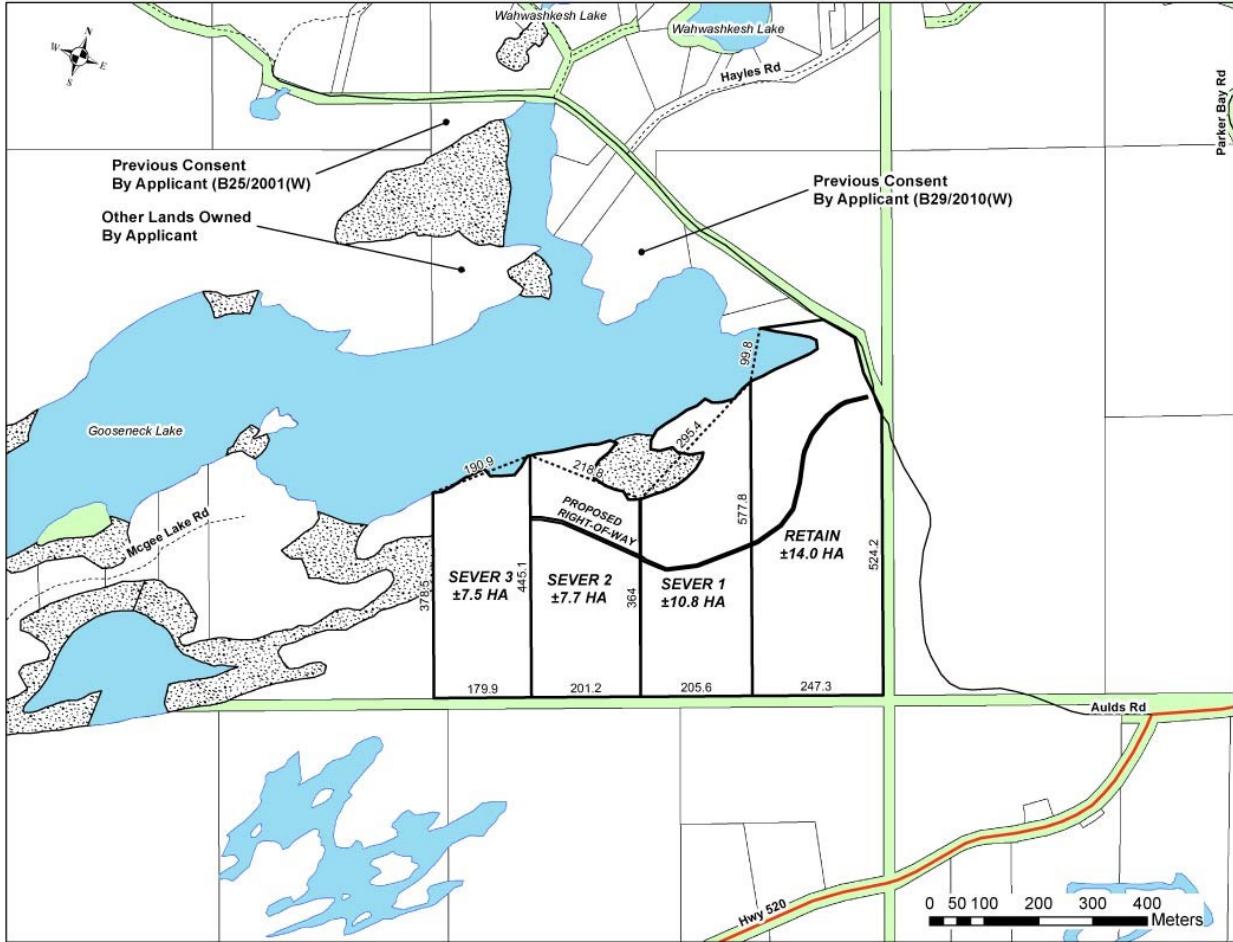 Wahwashkesh Lake
Wahwashkesh Lake
N
W
E
S
Hayles Rd
Parker Bay Rd
Previous Consent
By Applicant (B25/2001(W)
Previous Consent
By Applicant (B29/2010(W)
Other Lands Owned
By Applicant
99.8
Gooseneck Lake
295.4
190.9
218.8
Mcgee Lake Rd
PROPOSED
RIGHT-OF-WAY
577.8
RETAIN
±14.0 HA
524.2
SEVER 3
±7.5 HA
378.5
445.1
SEVER 2
±7.7 HA
364
SEVER 1
±10.8 HA
179.9
201.2
205.6
247.3
Aulds Rd
Hwy 520
0 50 100 200 300 400
Meters